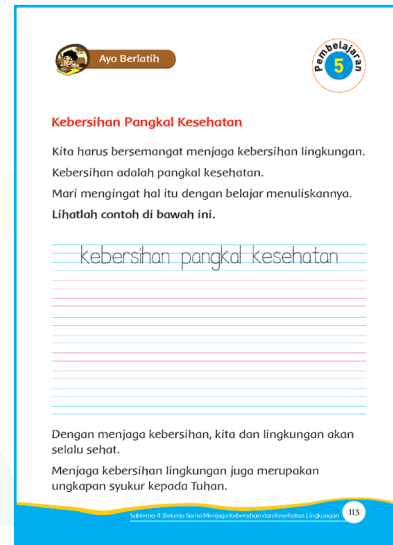 Ayo Berlatih
Pembelajaran
5
Kebersihan Pangkal Kesehatan
Kita harus bersemangat menjaga kebersihan lingkungan.
Kebersihan adalah pangkal kesehatan.
Mari mengingat hal itu dengan belajar menuliskannya.
Lihatlah contoh di bawah ini.
kebersihan pangkal kesehatan
Dengan menjaga kebersihan, kita dan lingkungan akan
selalu sehat.
Menjaga kebersihan lingkungan juga merupakan
ungkapan syukur kepada Tuhan.
Subtema 4: Bekerja Sama Menjaga Kebersihan dan Kesehatan Lingkungan
113